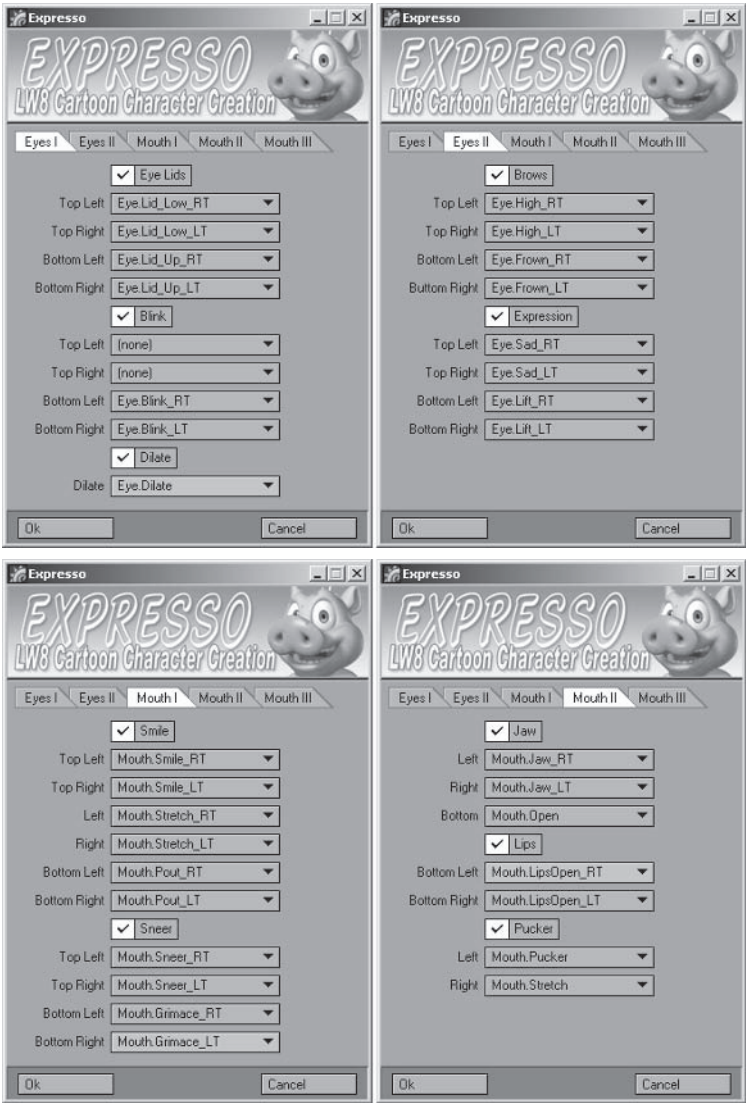 Expresso
EXPRESSO
LW8 Cartoon Character Creation
Eyes I Eyes II Mouth I Mouth II Mouth III
Eye Lids
Top Left Eye.Lid_Low_RT
Top Right Eye.Lid_Low_LT
Bottom Left Eye.Lid_Up_RT
Bottom Right Eye.Lid_Up_LT
Blink
Top Left (none)
Top Right (none)
Bottom Left Eye.Blink_RT
Bottom Right Eye.Blink_LT
Dilate
Dilate Eye.Dilate
Ok Cancel
Expresso
EXPRESSO
LW8 Cartoon Character Creation
Eyes I Eyes II Mouth I Mouth II Mouth III
Brows
Top Left Eye.High_RT
Top Right Eye.High_LT
Bottom Left Eye.Frown_RT
Buttom Right Eye.Frown_LT
Expression
Top Left Eye.Sad_RT
Top Right Eye.Sad_LT
Bottom Left Eye.Lift_RT
Bottom Right Eye.Lift_LT
Ok Cancel
Expresso
EXPRESSO
LW8 Cartoon Character Creation
Eyes I Eyes II Mouth I Mouth II Mouth III
Smile
Top Left Mouth.Smile_RT
Top Right Mouth.Smile_LT
Left Mouth.Stretch_RT
Right Mouth.Stretch_LT
Bottom Left Mouth.Pout_RT
Bottom Right Mouth.Pout_LT
Sneer
Top Left Mouth.Sneer_RT
Top Right Mouth.Sneer_LT
Bottom Left Mouth.Grimace_RT
Bottom Right Mouth.Grimace_LT
Ok Cancel
Expresso
EXPRESSO
LW8 Cartoon Character Creation
Eyes I Eyes II Mouth I Mouth II Mouth III
Jaw
Left Mouth.Jaw_RT
Right Mouth.Jaw_LT
Bottom Mouth.Open
Lips
Bottom Left Mouth.LipsOpen_RT
Bottom Right Mouth.LipsOpen_LT
Pucker
Left Mouth.Pucker
Right Mouth.Stretch
Ok Cancel